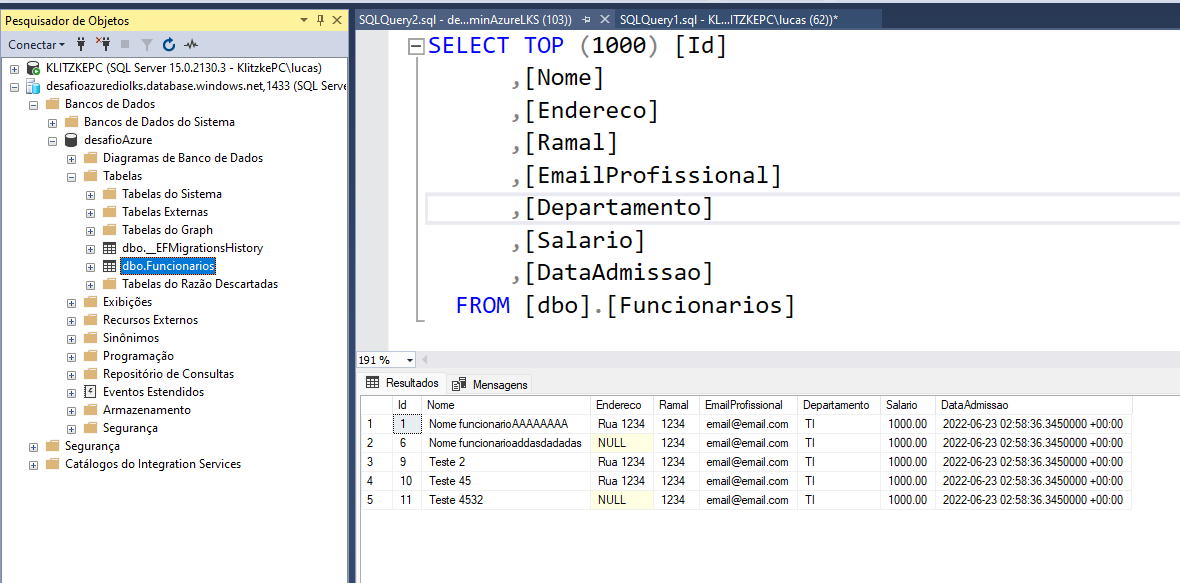 Pesquisador de Objetos
Conectar
KLITZKEPC (SQL Server 15.0.2130.3 - KlitzkePC\lucas)
desafioazurediolks.database.windows.net,1433 (SQL Serve
Bancos de Dados
Bancos de Dados do Sistema
desafioAzure
Diagramas de Banco de Dados
Tabelas
Tabelas do Sistema
Tabelas Externas
Tabelas do Graph
dbo.__EFMigrationsHistory
dbo.Funcionarios
Tabelas do Razão Descartadas
Exibições
Recursos Externos
Sinônimos
Programação
Repositório de Consultas
Eventos Estendidos
Armazenamento
Segurança
Segurança
Catálogos do Integration Services
SQLQuery2.sql - de...minAzureLKS (103)) SQLQuery1.sql - KL...ITZKEPC\lucas (62))*
SELECT TOP (1000) [Id]
,[Nome]
,[Endereco]
,[Ramal]
,[EmailProfissional]
,[Departamento]
,[Salario]
,[DataAdmissao]
FROM [dbo].[Funcionarios]
191 %
Resultados Mensagens
Id Nome Endereco Ramal EmailProfissional Departamento Salario DataAdmissao
1 1 Nome funcionarioAAAAAAAA Rua 1234 1234 email@email.com TI 1000.00 2022-06-23 02:58:36.3450000 +00:00
2 6 Nome funcionarioaddasdadadas NULL 1234 email@email.com TI 1000.00 2022-06-23 02:58:36.3450000 +00:00
3 9 Teste 2 Rua 1234 1234 email@email.com TI 1000.00 2022-06-23 02:58:36.3450000 +00:00
4 10 Teste 45 Rua 1234 1234 email@email.com TI 1000.00 2022-06-23 02:58:36.3450000 +00:00
5 11 Teste 4532 NULL 1234 email@email.com TI 1000.00 2022-06-23 02:58:36.3450000 +00:00